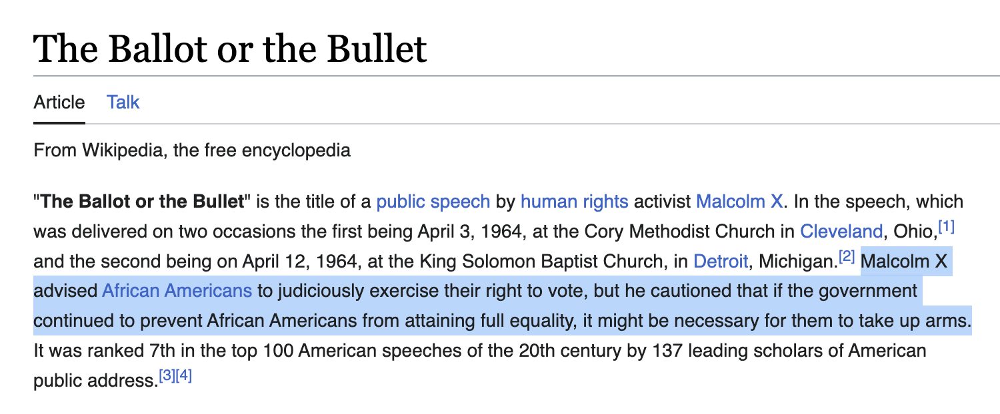 The Ballot or the Bullet
Article Talk
From Wikipedia, the free encyclopedia
"The Ballot or the Bullet" is the title of a public speech by human rights activist Malcolm X. In the speech, which
was delivered on two occasions the first being April 3, 1964, at the Cory Methodist Church in Cleveland, Ohio,[1]
and the second being on April 12, 1964, at the King Solomon Baptist Church, in Detroit, Michigan.[2] Malcolm X
advised African Americans to judiciously exercise their right to vote, but he cautioned that if the government
continued to prevent African Americans from attaining full equality, it might be necessary for them to take up arms.
It was ranked 7th in the top 100 American speeches of the 20th century by 137 leading scholars of American
public address.[3][4]